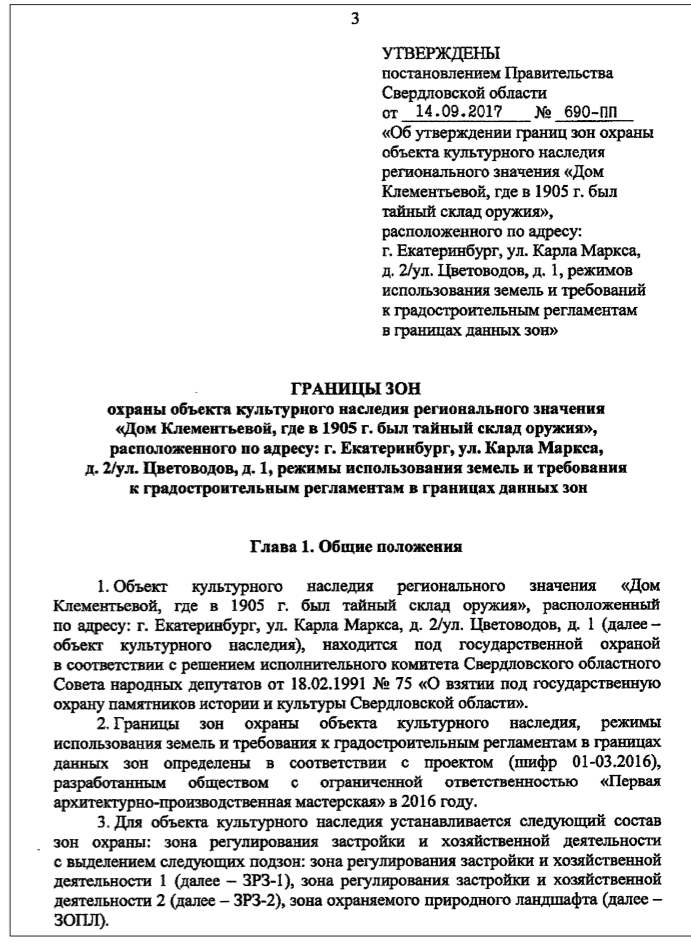 3
УТВЕРЖДЕНЫ
постановлением Правительства
Свердловской области
от 14.09.2017 № 690-ПП
«Об утверждении границ зон охраны
объекта культурного наследия
регионального значения «Дом
Клементьевой, где в 1905 г. был
тайный склад оружия»,
расположенного по адресу:
г. Екатеринбург, ул. Карла Маркса,
д. 2/ул. Цветоводов, д. 1, режимов
использования земель и требований
к градостроительным регламентам
в границах данных зон»
ГРАНИЦЫ ЗОН
охраны объекта культурного наследия регионального значения
«Дом Клементьевой, где в 1905 г. был тайный склад оружия»,
расположенного по адресу: г. Екатеринбург, ул. Карла Маркса,
д. 2/ул. Цветоводов, д. 1, режимы использования земель и требования
к градостроительным регламентам в границах данных зон
Глава 1. Общие положения
1. Объект культурного наследия регионального значения «Дом
Клементьевой, где в 1905 г. был тайный склад оружия», расположенный
по адресу: г. Екатеринбург, ул. Карла Маркса, д. 2/ул. Цветоводов, д. 1 (далее –
объект культурного наследия), находится под государственной охраной
в соответствии с решением исполнительного комитета Свердловского областного
Совета народных депутатов от 18.02.1991 № 75 «О взятии под государственную
охрану памятников истории и культуры Свердловской области».
2. Границы зон охраны объекта культурного наследия, режимы
использования земель и требования к градостроительным регламентам в границах
данных зон определены в соответствии с проектом (шифр 01-03.2016),
разработанным обществом с ограниченной ответственностью «Первая
архитектурно-производственная мастерская» в 2016 году.
3. Для объекта культурного наследия устанавливается следующий состав
зон охраны: зона регулирования застройки и хозяйственной деятельности
с выделением следующих подзон: зона регулирования застройки и хозяйственной
деятельности 1 (далее – ЗРЗ-1), зона регулирования застройки и хозяйственной
деятельности 2 (далее – ЗРЗ-2), зона охраняемого природного ландшафта (далее –
ЗОПЛ).